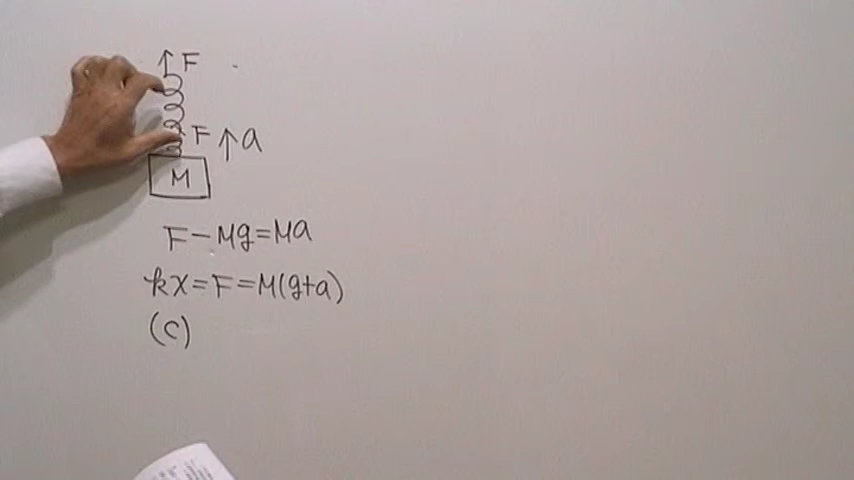 ↑F
↑F ↑a
M
F-Mg=Ma
kx=F=M(g+a)
(c)